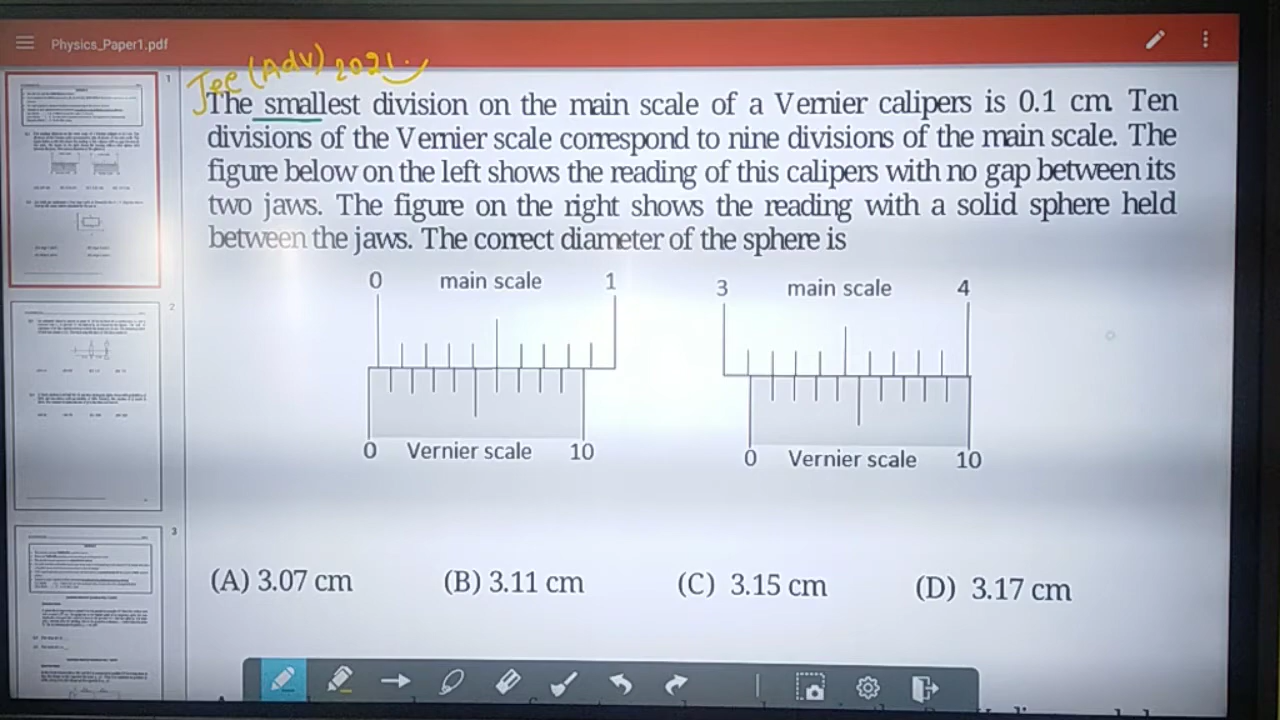 Physics_Paper1.pdf
Jee (Adv) 2021.
1
The smallest division on the main scale of a Vernier calipers is 0.1 cm. Ten
divisions of the Vernier scale correspond to nine divisions of the main scale. The
figure below on the left shows the reading of this calipers with no gap between its
two jaws. The figure on the right shows the reading with a solid sphere held
between the jaws. The correct diameter of the sphere is
0 main scale 1
3 main scale 4
2
0 Vernier scale 10
0 Vernier scale 10
3
(A) 3.07 cm (B) 3.11 cm (C) 3.15 cm (D) 3.17 cm